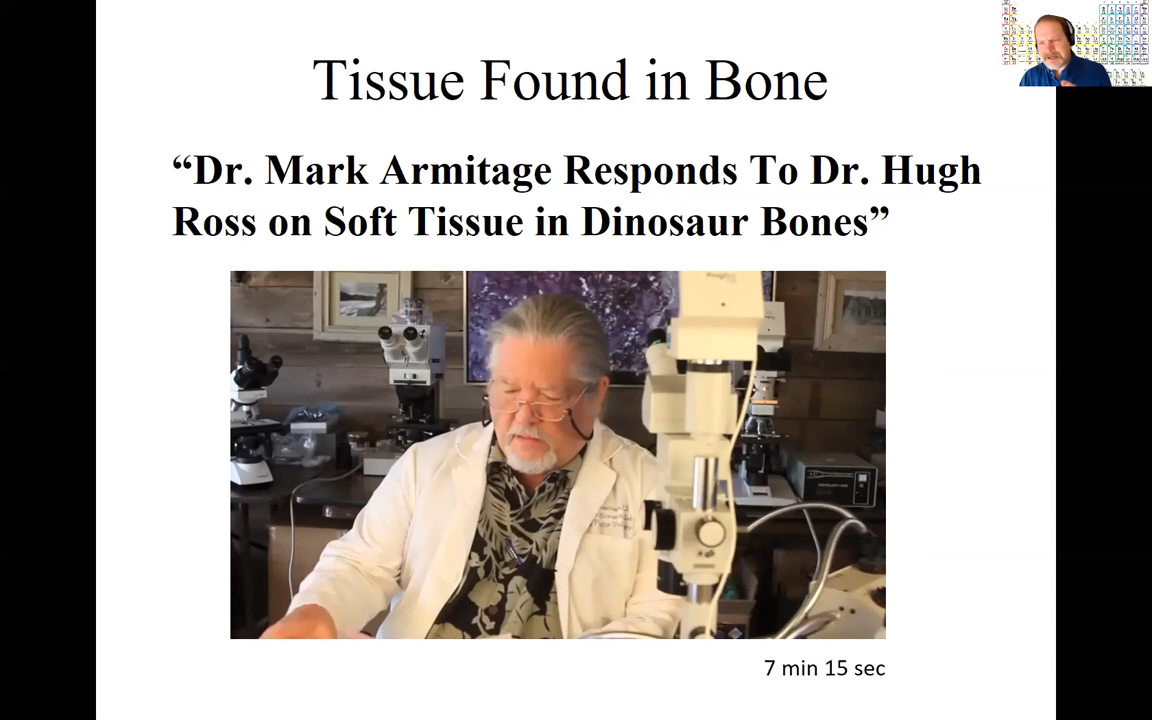 Tissue Found in Bone
“Dr. Mark Armitage Responds To Dr. Hugh
Ross on Soft Tissue in Dinosaur Bones”
7 min 15 sec